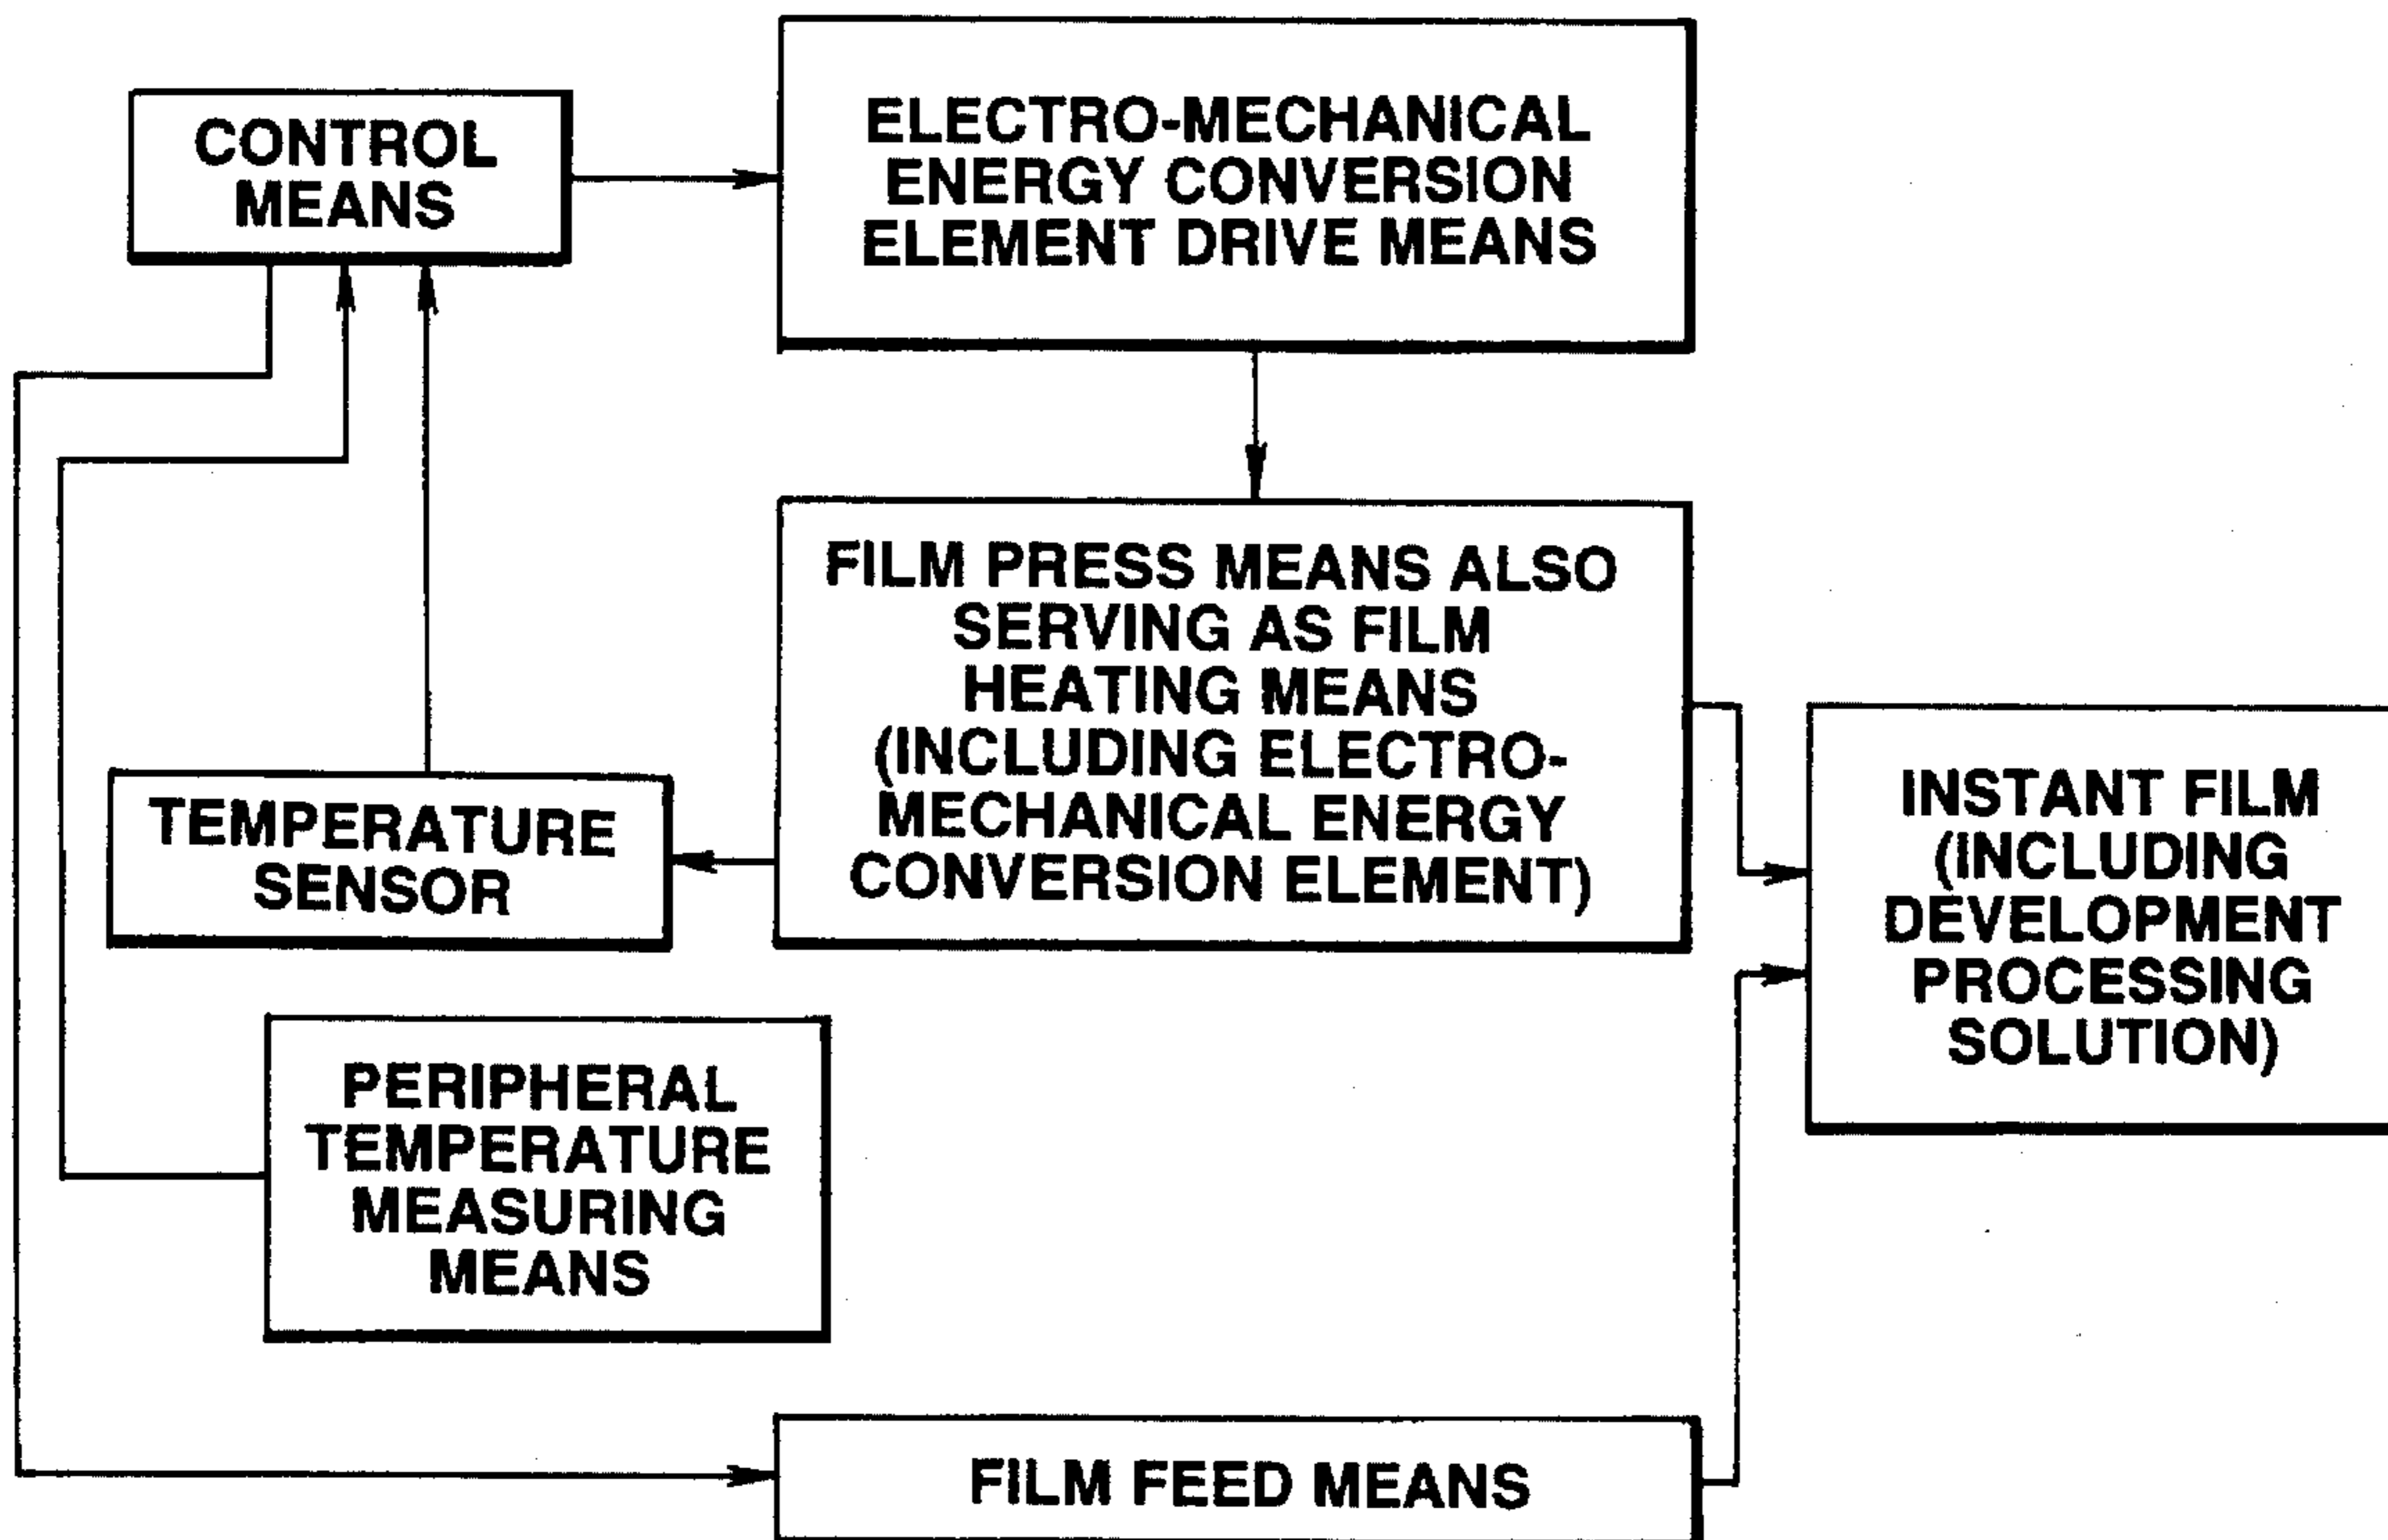 CONTROL
MEANS
ELECTRO-MECHANICAL
ENERGY CONVERSION
ELEMENT DRIVE MEANS
FILM PRESS MEANS ALSO
SERVING AS FILM
HEATING MEANS
(INCLUDING ELECTRO-
MECHANICAL ENERGY
CONVERSION ELEMENT)
TEMPERATURE
SENSOR
INSTANT FILM
(INCLUDING
DEVELOPMENT
PROCESSING
SOLUTION)
PERIPHERAL
TEMPERATURE
MEASURING
MEANS
FILM FEED MEANS